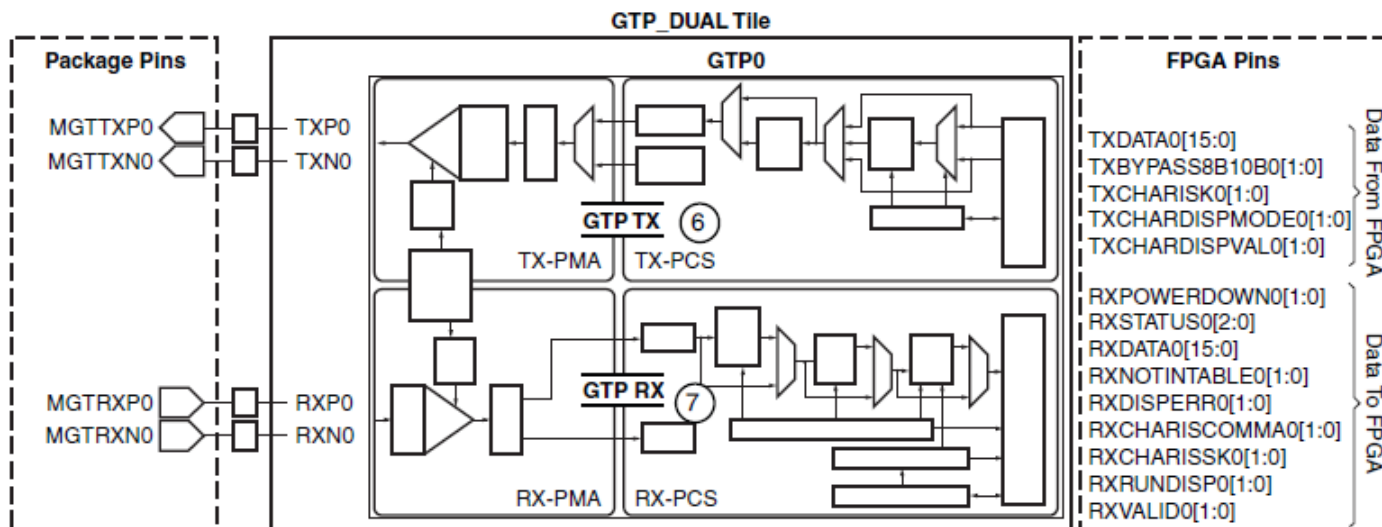 GTP_DUAL Tile
Package Pins
GTP0
FPGA Pins
MGTTXP0
TXP0
MGTTXN0
TXN0
GTP TX
6
TX-PMA
TX-PCS
TXDATA0[15:0]
TXBYPASS8B10B0[1:0]
TXCHARISK0[1:0]
TXCHARDISPMODE0[1:0]
TXCHARDISPVAL0[1:0]
Data From FPGA
MGTRXP0
RXP0
MGTRXN0
RXN0
GTP RX
7
RX-PMA
RX-PCS
RXPOWERDOWN0[1:0]
RXSTATUS0[2:0]
RXDATA0[15:0]
RXNOTINTABLE0[1:0]
RXDISPERR0[1:0]
RXCHARISCOMMA0[1:0]
RXCHARISSK0[1:0]
RXRUNDISP0[1:0]
RXVALID0[1:0]
Data To FPGA